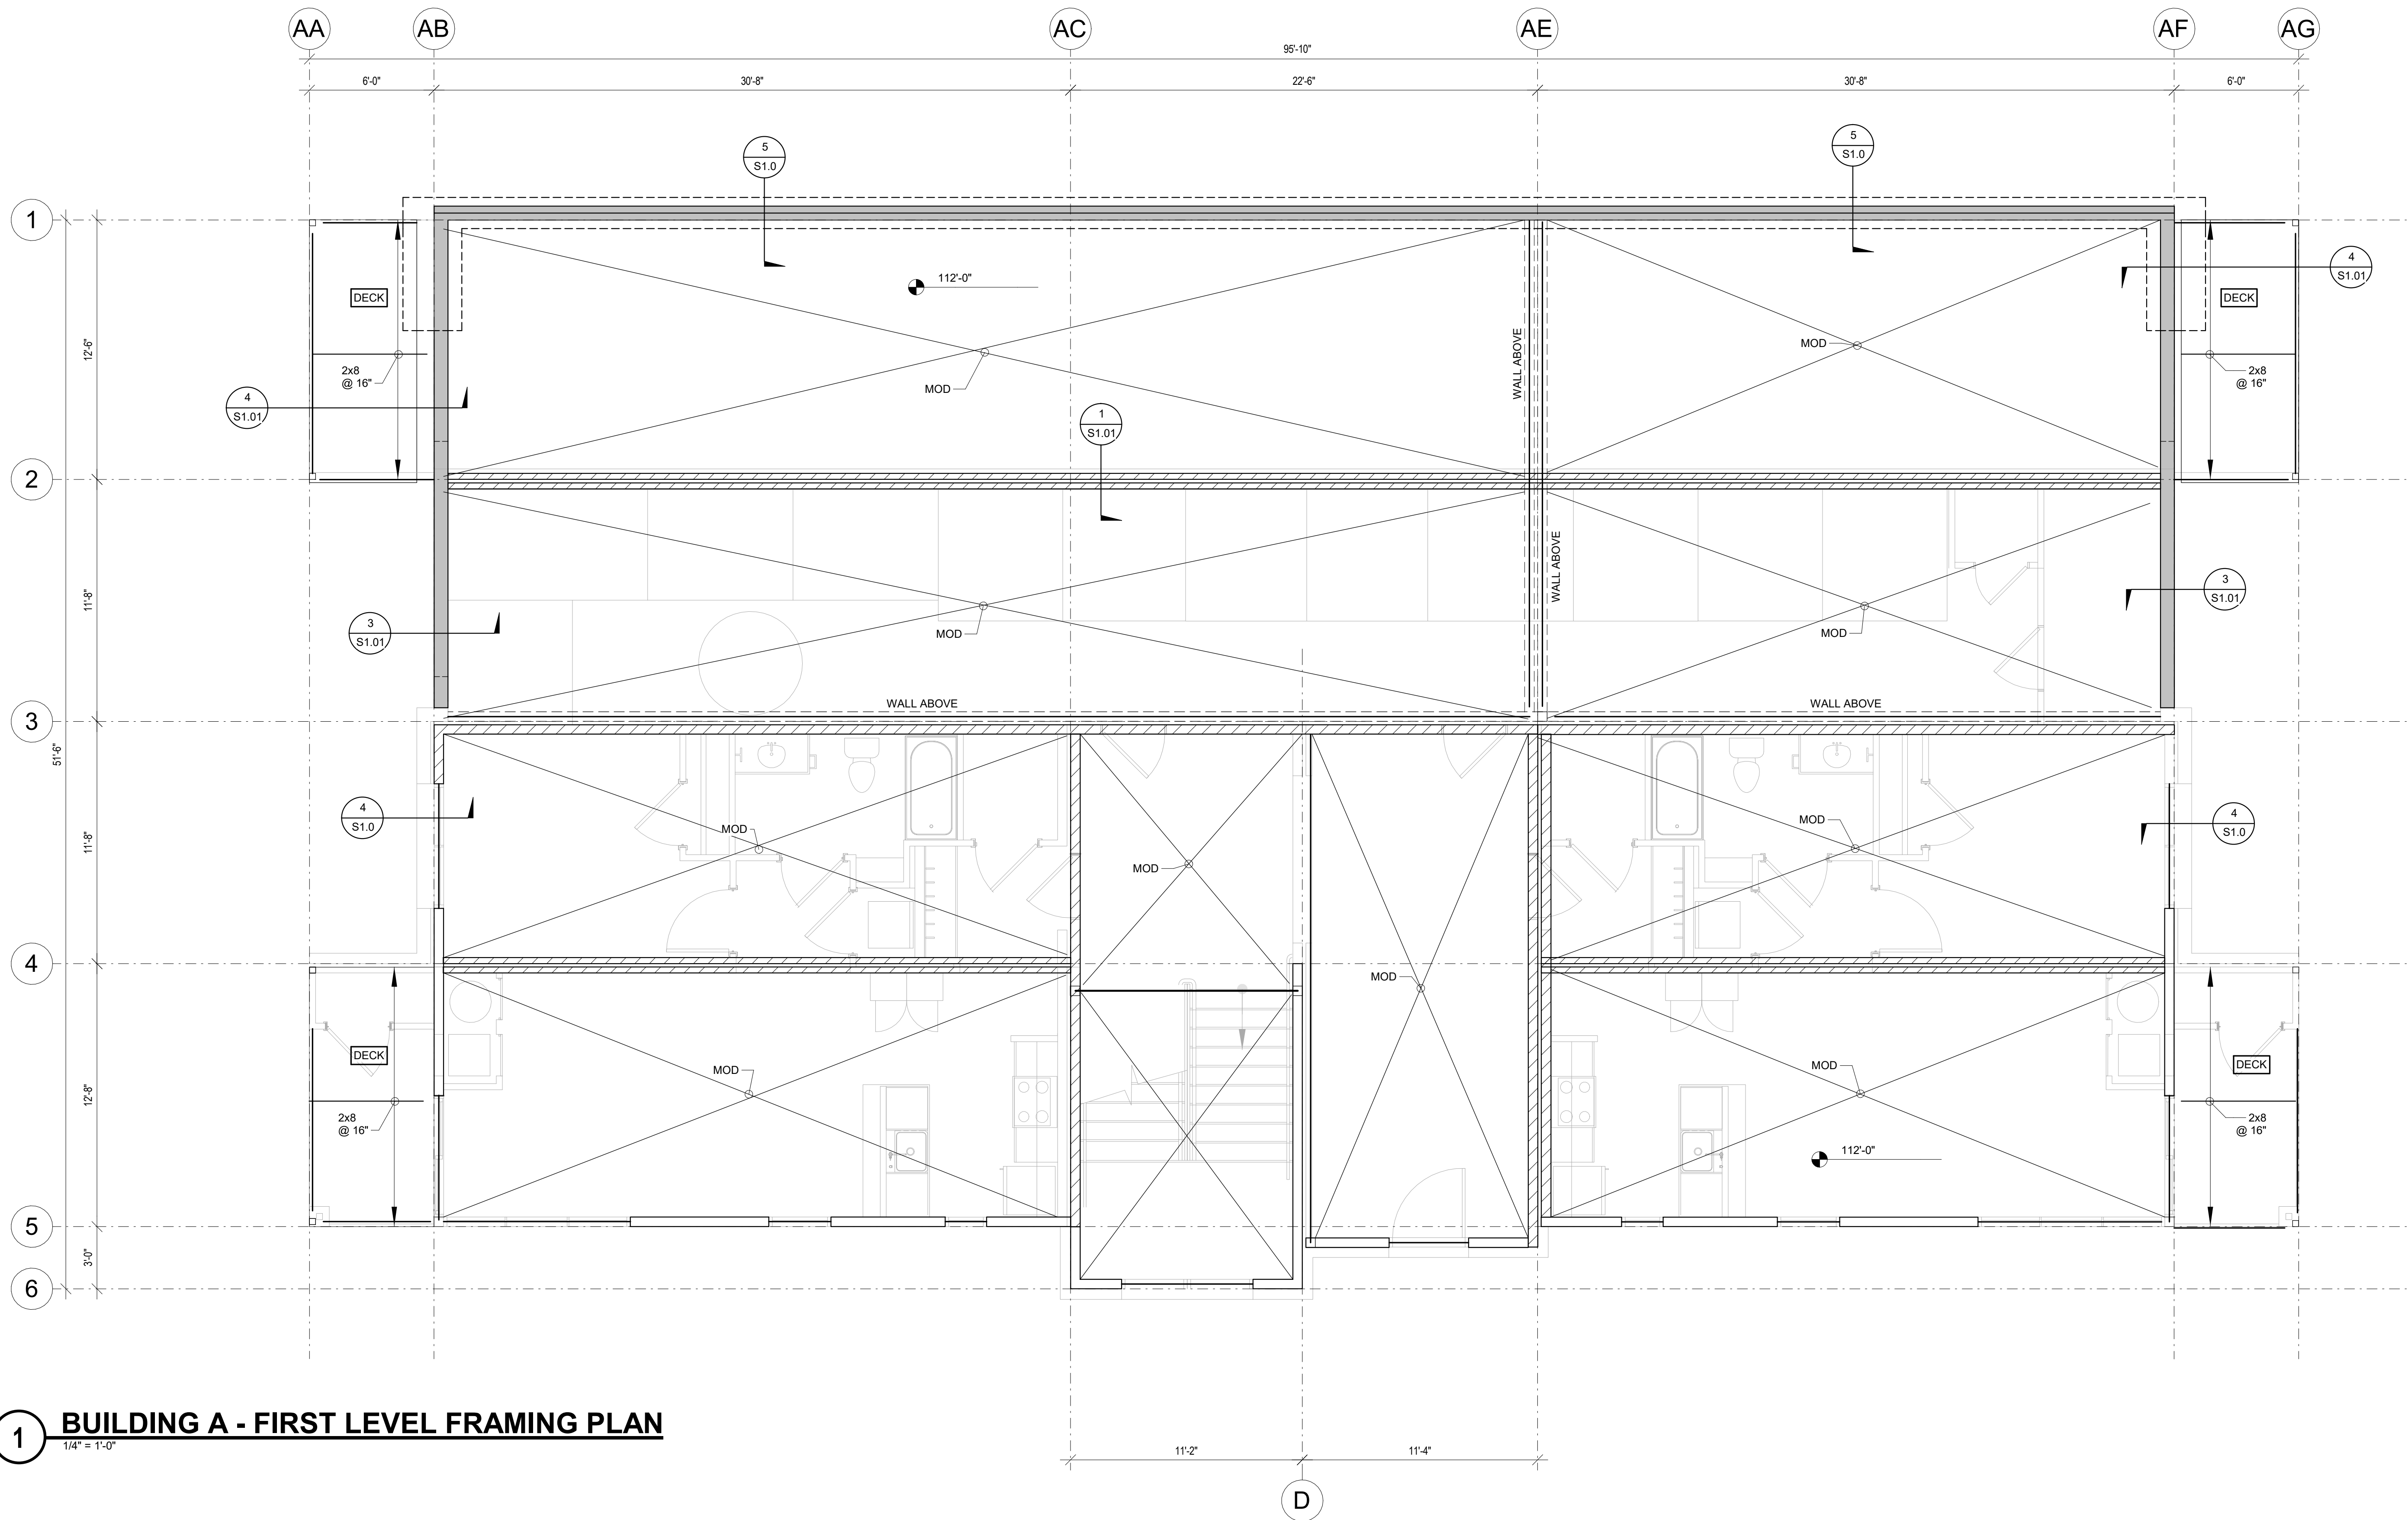 AA
AB
AC
AE
AF
AG
95'-10"
6'-0"
30'-8"
22'-6"
30'-8"
6'-0"
5
S1.0
5
S1.0
1
112'-0"
4
S1.01
DECK
DECK
WALL ABOVE
12'-6"
MOD
2x8
@ 16"
2x8
@ 16"
MOD
4
S1.01
1
S1.01
2
WALL ABOVE
11'-8"
3
S1.01
3
S1.01
MOD
MOD
WALL ABOVE
WALL ABOVE
3
51'-6"
4
S1.0
MOD
MOD
4
S1.0
11'-8"
MOD
4
MOD
DECK
DECK
MOD
MOD
12'-8"
2x8
@ 16"
2x8
@ 16"
112'-0"
5
3'-0"
6
1
BUILDING A - FIRST LEVEL FRAMING PLAN
1/4" = 1'-0"
11'-2"
11'-4"
D